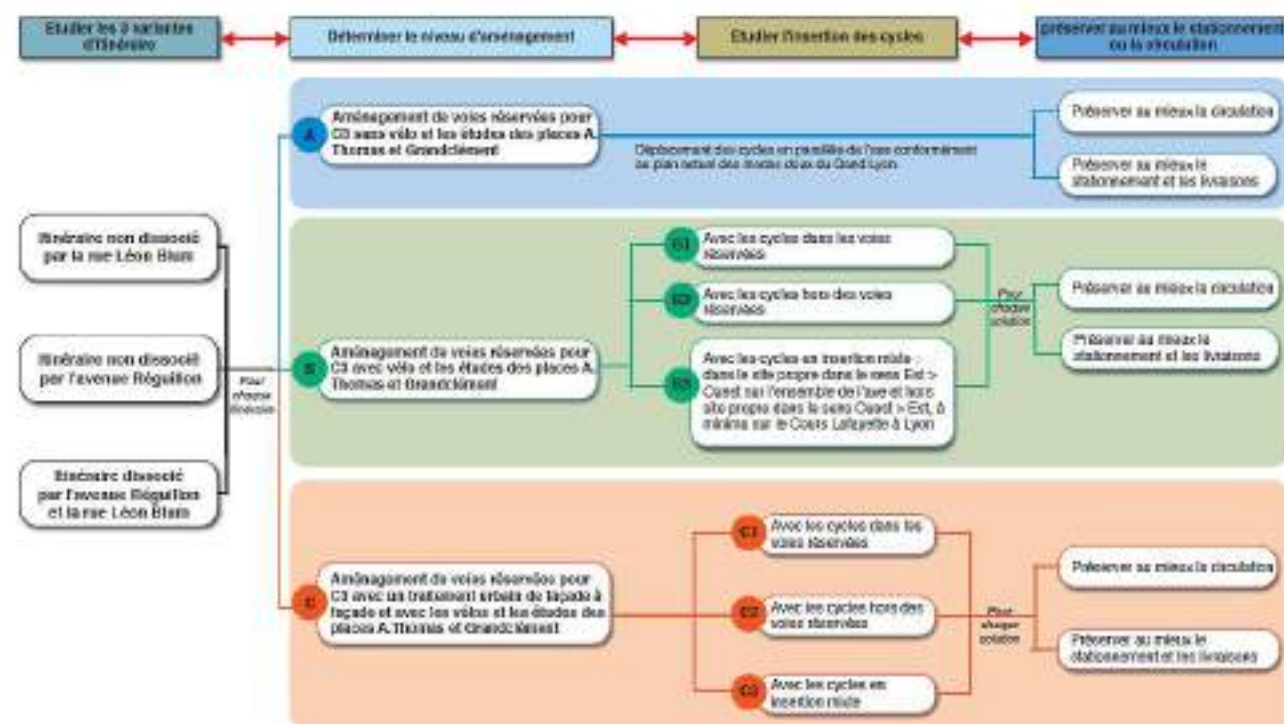 Etudier les 3 variantes
d'itinéraire
Déterminer le niveau d'aménagement
Etudier l'insertion des cycles
préserver au mieux le stationnement
ou la circulation
A
Aménagement de voies réservées pour
C3 sans vélo et les études des places A.
Thomas et Grandclément
Déplacement des cycles en parallèle de l'axe conformément
au plan actuel des modes doux du Grand Lyon
Préserver au mieux la circulation
Préserver au mieux le
stationnement et les livraisons
Itinéraire non dissocié
par la rue Léon Blum
Itinéraire non dissocié
par l'avenue Réguillon
Itinéraire dissocié
par l'avenue Réguillon
et la rue Léon Blum
Pour
chaque
itinéraire
B
Aménagement de voies réservées pour
C3 avec vélo et les études des places A.
Thomas et Grandclément
B1
Avec les cycles dans les voies
réservées
B2
Avec les cycles hors des voies
réservées
B3
Avec les cycles en insertion mixte :
dans le site propre dans le sens Est >
Ouest sur l'ensemble de l'axe et hors
site propre dans le sens Ouest > Est, à
minima sur le Cours Lafayette à Lyon
Pour
chaque
solution
Préserver au mieux la circulation
Préserver au mieux le
stationnement et les livraisons
C
Aménagement de voies réservées pour
C3 avec un traitement urbain de façade à
façade et avec les vélos et les études des
places A. Thomas et Grandclément
C1
Avec les cycles dans les
voies réservées
C2
Avec les cycles hors des
voies réservées
C3
Avec les cycles en
insertion mixte
Pour
chaque
solution
Préserver au mieux la circulation
Préserver au mieux le
stationnement et les livraisons